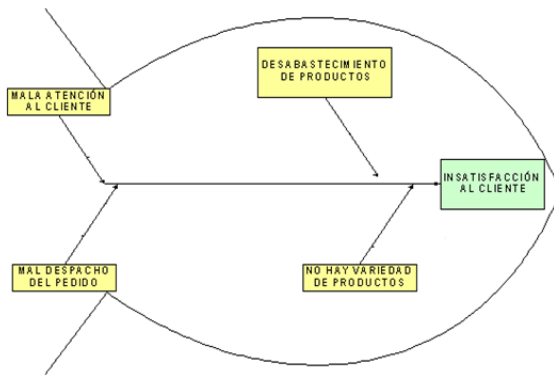 DESABASTECIMIENTO
DE PRODUCTOS
MALA ATENCIÓN
AL CLIENTE
INSATISFACCIÓN
AL CLIENTE
MAL DESPACHO
DEL PEDIDO
NO HAY VARIEDAD
DE PRODUCTOS